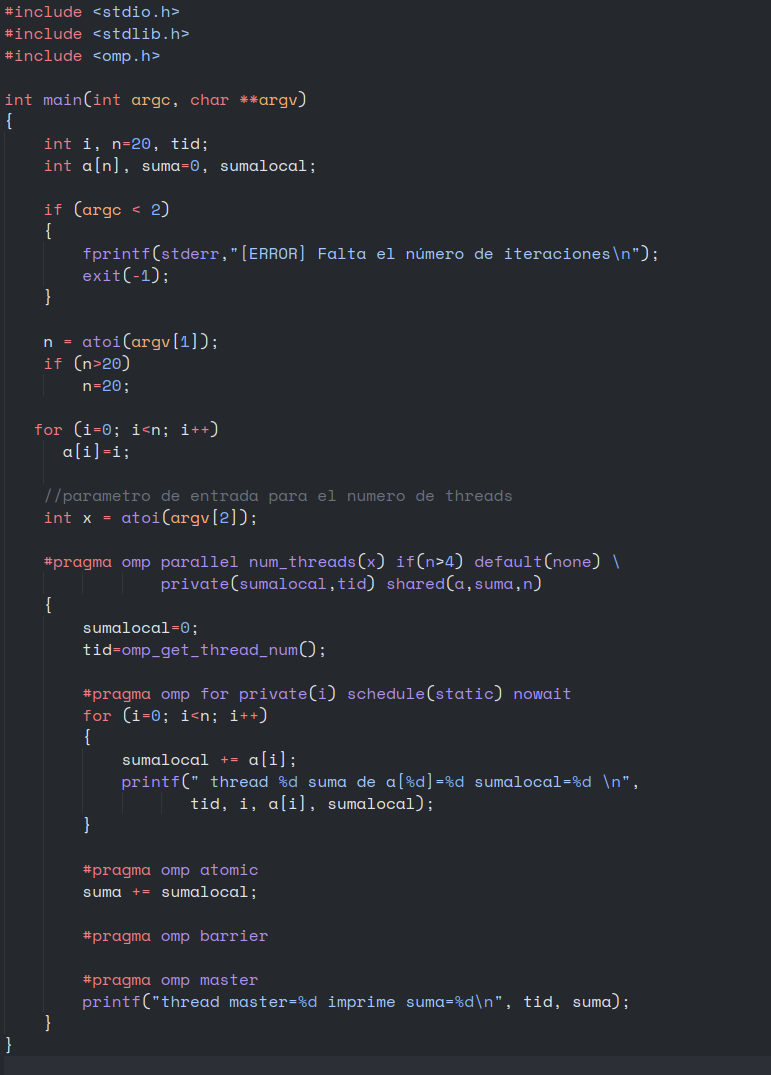 #include <stdio.h>
#include <stdlib.h>
#include <omp.h>

int main(int argc, char **argv)
{
    int i, n=20, tid;
    int a[n], suma=0, sumalocal;

    if (argc < 2)
    {
        fprintf(stderr,"[ERROR] Falta el número de iteraciones\n");
        exit(-1);
    }

    n = atoi(argv[1]);
    if (n>20)
        n=20;

   for (i=0; i<n; i++)
      a[i]=i;

    //parametro de entrada para el numero de threads
    int x = atoi(argv[2]);

    #pragma omp parallel num_threads(x) if(n>4) default(none) \
                private(sumalocal,tid) shared(a,suma,n)
    {
        sumalocal=0;
        tid=omp_get_thread_num();

        #pragma omp for private(i) schedule(static) nowait
        for (i=0; i<n; i++)
        {
            sumalocal += a[i];
            printf(" thread %d suma de a[%d]=%d sumalocal=%d \n",
                   tid, i, a[i], sumalocal);
        }

        #pragma omp atomic
        suma += sumalocal;

        #pragma omp barrier

        #pragma omp master
        printf("thread master=%d imprime suma=%d\n", tid, suma);
    }
}